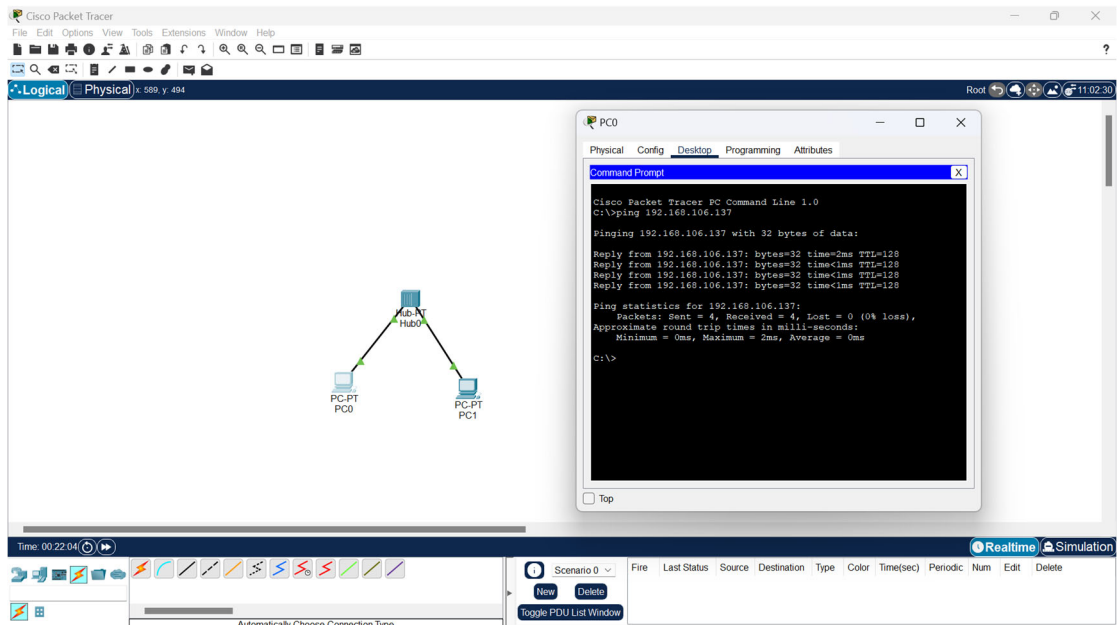 Cisco Packet Tracer
File Edit Options View Tools Extensions Window Help
?
Logical Physical x: 589, y: 494
Root 11:02:30
PC0
Physical Config Desktop Programming Attributes
Command Prompt X
Cisco Packet Tracer PC Command Line 1.0
C:\>ping 192.168.106.137
Pinging 192.168.106.137 with 32 bytes of data:
Reply from 192.168.106.137: bytes=32 time=2ms TTL=128
Reply from 192.168.106.137: bytes=32 time<1ms TTL=128
Reply from 192.168.106.137: bytes=32 time<1ms TTL=128
Reply from 192.168.106.137: bytes=32 time<1ms TTL=128
Ping statistics for 192.168.106.137:
Packets: Sent = 4, Received = 4, Lost = 0 (0% loss),
Approximate round trip times in milli-seconds:
Minimum = 0ms, Maximum = 2ms, Average = 0ms
C:\>
Top
Hub-PT
Hub0
PC-PT
PC0
PC-PT
PC1
Time: 00:22:04
Realtime Simulation
Scenario 0
New Delete
Toggle PDU List Window
Fire Last Status Source Destination Type Color Time(sec) Periodic Num Edit Delete
Automatically Choose Connection Type